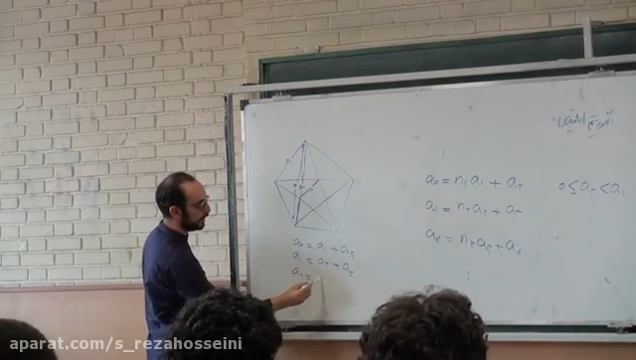 الگوریتم اقلیدس
a₀ = n₁a₁ + a₂
0 ≤ a₂ < a₁
a₁ = n₂a₂ + a₃
a₂ = n₃a₃ + a₄
⋮
a₀ = a₁ + a₂
a₁ = a₂ + a₃
a₂ =
aparat.com/s_rezahosseini